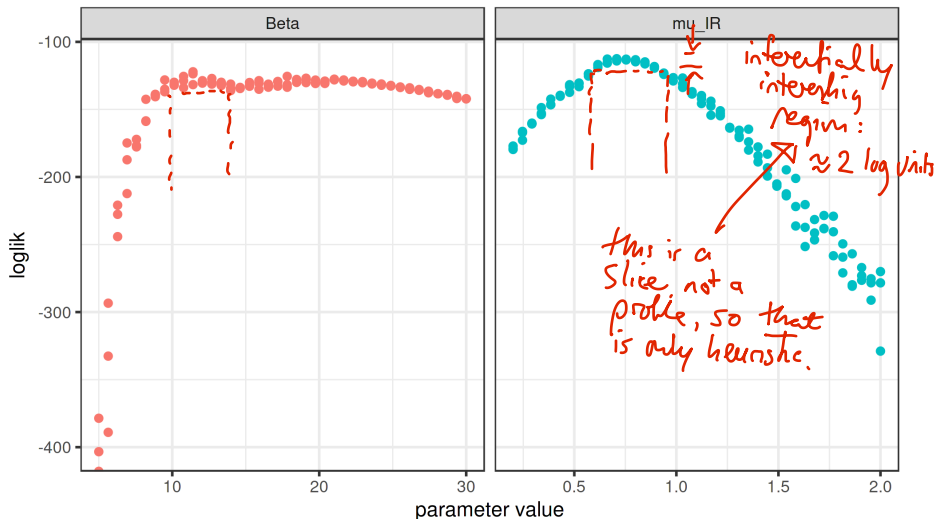 Beta
mu_IR
-100
-200
-300
-400
loglik
10
20
30
0.5
1.0
1.5
2.0
parameter value
interesting
region:
≈ 2 log units
this is a
slice not a
profile, so that
is only heuristic.